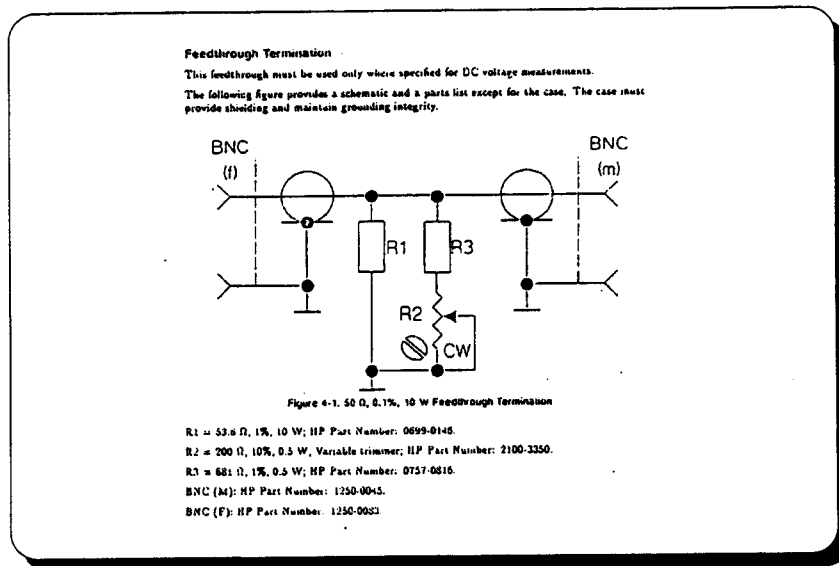 Feedthrough Termination
This feedthrough must be used only where specified for DC voltage measurements.
The following figure provides a schematic and a parts list except for the case. The case must
provide shielding and maintain grounding integrity.
BNC
(f)
BNC
(m)
R1
R3
R2
CW
Figure 4-1. 50 Ω, 0.1%, 10 W Feedthrough Termination
R1 = 53.6 Ω, 1%, 10 W; HP Part Number: 0699-0146.
R2 = 200 Ω, 10%, 0.5 W, Variable trimmer; HP Part Number: 2100-3350.
R3 = 681 Ω, 1%, 0.5 W; HP Part Number: 0757-0816.
BNC (M): HP Part Number: 1250-0045.
BNC (F): HP Part Number: 1250-0083.